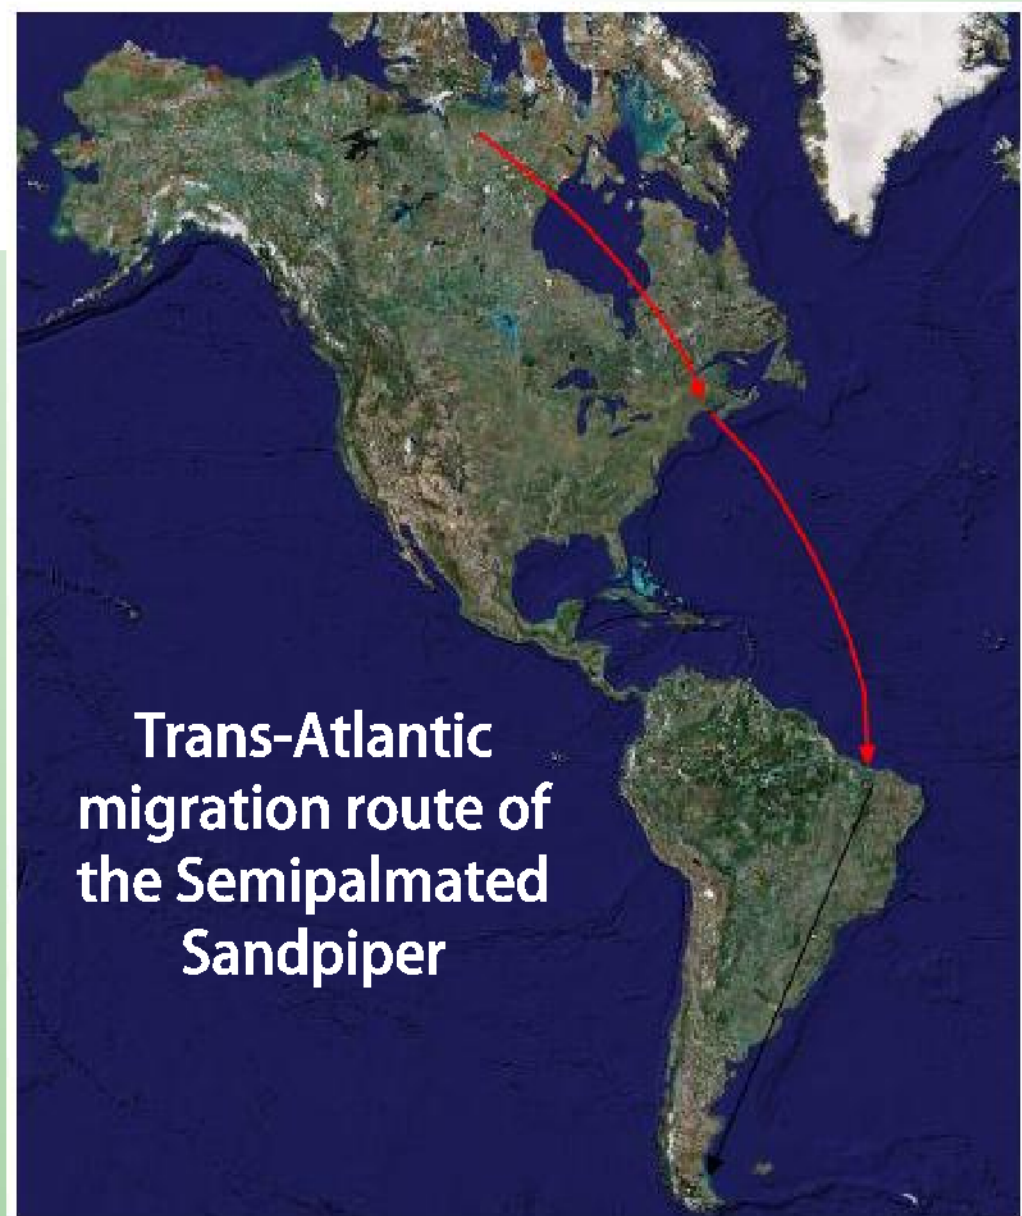 Trans-Atlantic
migration route of
the Semipalmated
Sandpiper